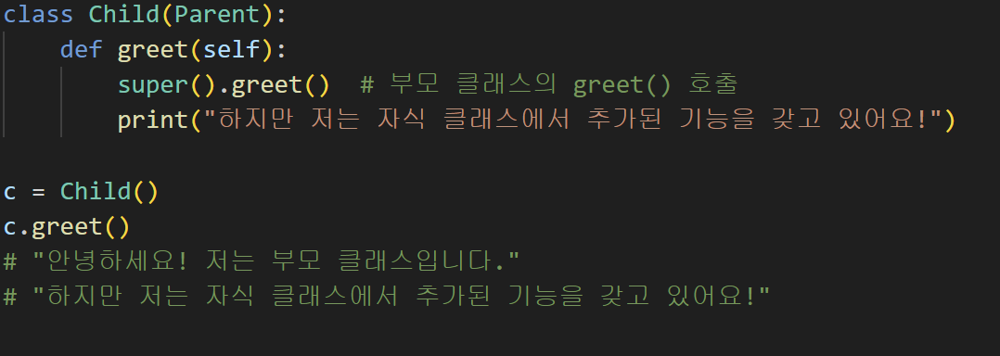 class Child(Parent):
    def greet(self):
        super().greet()  # 부모 클래스의 greet() 호출
        print("하지만 저는 자식 클래스에서 추가된 기능을 갖고 있어요!")
c = Child()
c.greet()
# "안녕하세요! 저는 부모 클래스입니다."
# "하지만 저는 자식 클래스에서 추가된 기능을 갖고 있어요!"